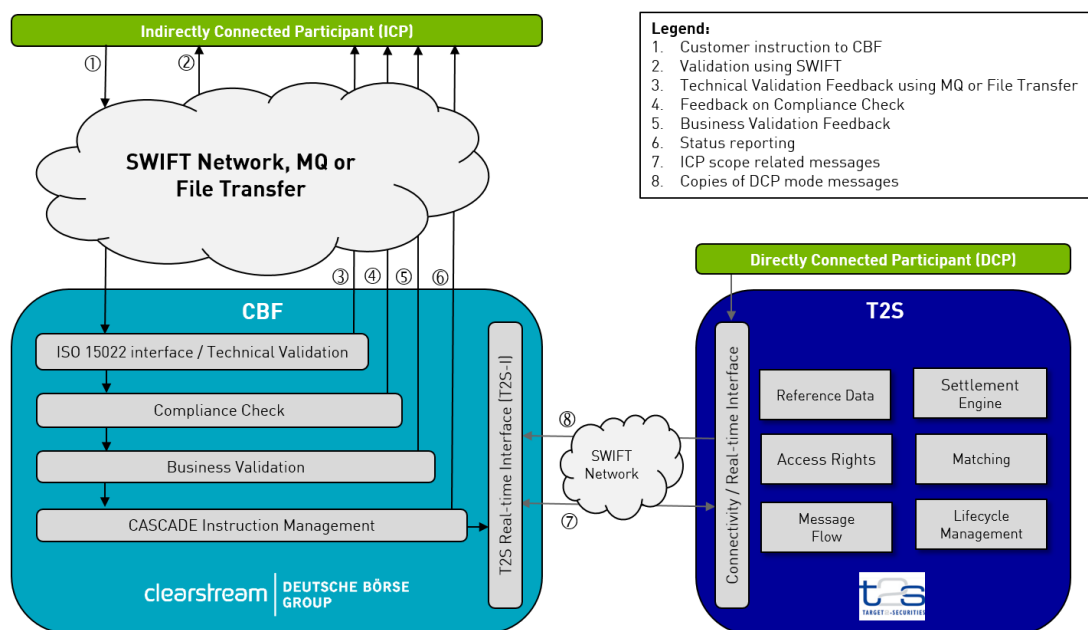 Indirectly Connected Participant (ICP)
①
②
SWIFT Network, MQ or
File Transfer
Legend:
1. Customer instruction to CBF
2. Validation using SWIFT
3. Technical Validation Feedback using MQ or File Transfer
4. Feedback on Compliance Check
5. Business Validation Feedback
6. Status reporting
7. ICP scope related messages
8. Copies of DCP mode messages
③
④
⑤
⑥
CBF
ISO 15022 interface / Technical Validation
Compliance Check
Business Validation
CASCADE Instruction Management
T2S Real-time Interface (T2S-I)
clearstream
DEUTSCHE BÖRSE
GROUP
⑧
SWIFT
Network
⑦
Directly Connected Participant (DCP)
T2S
Connectivity / Real-time Interface
Reference Data
Settlement
Engine
Access Rights
Matching
Message
Flow
Lifecycle
Management
t2s
TARGET2-SECURITIES